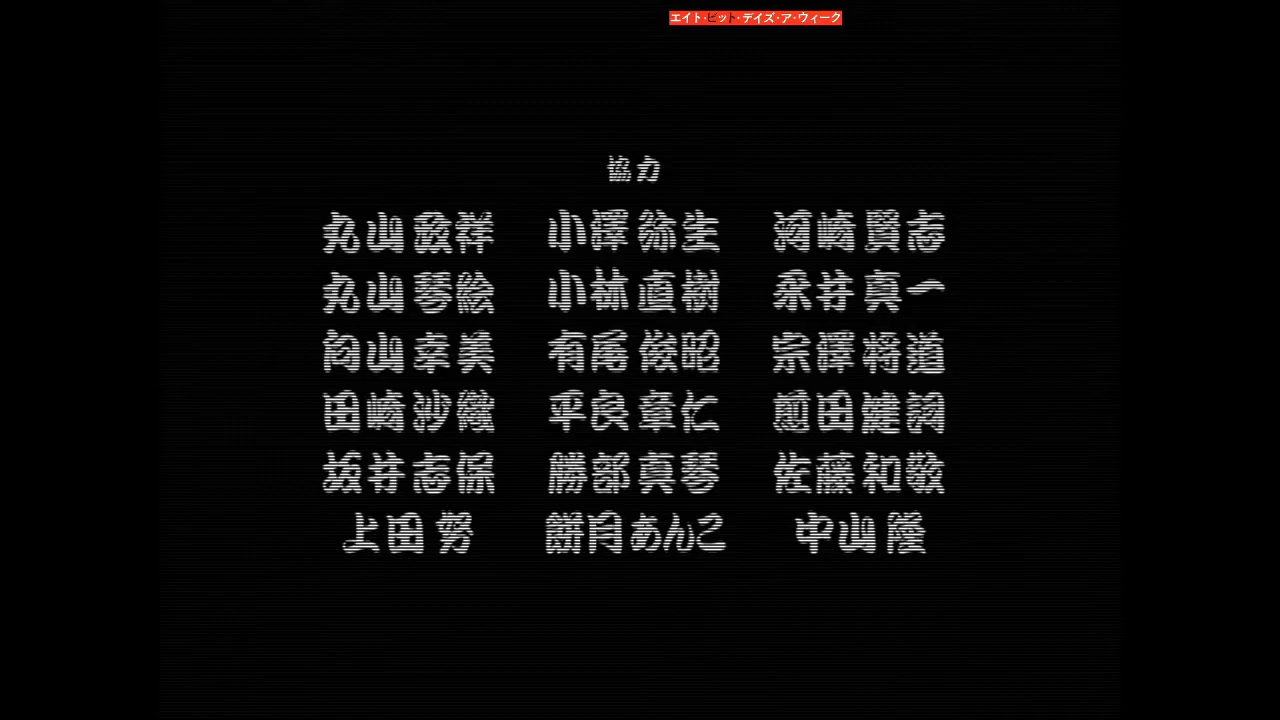 エイト・ビット・デイズ・ア・ウィーク
協力
丸山敬祥 小澤弥生 河崎賢志
丸山琴絵 小林直樹 永井真一
向山幸美 有尾俊昭 宗澤将道
田崎沙織 平良章仁 煎田健詞
坂井志保 勝部真琴 佐藤和敬
上田努 餅月あんこ 中山隆